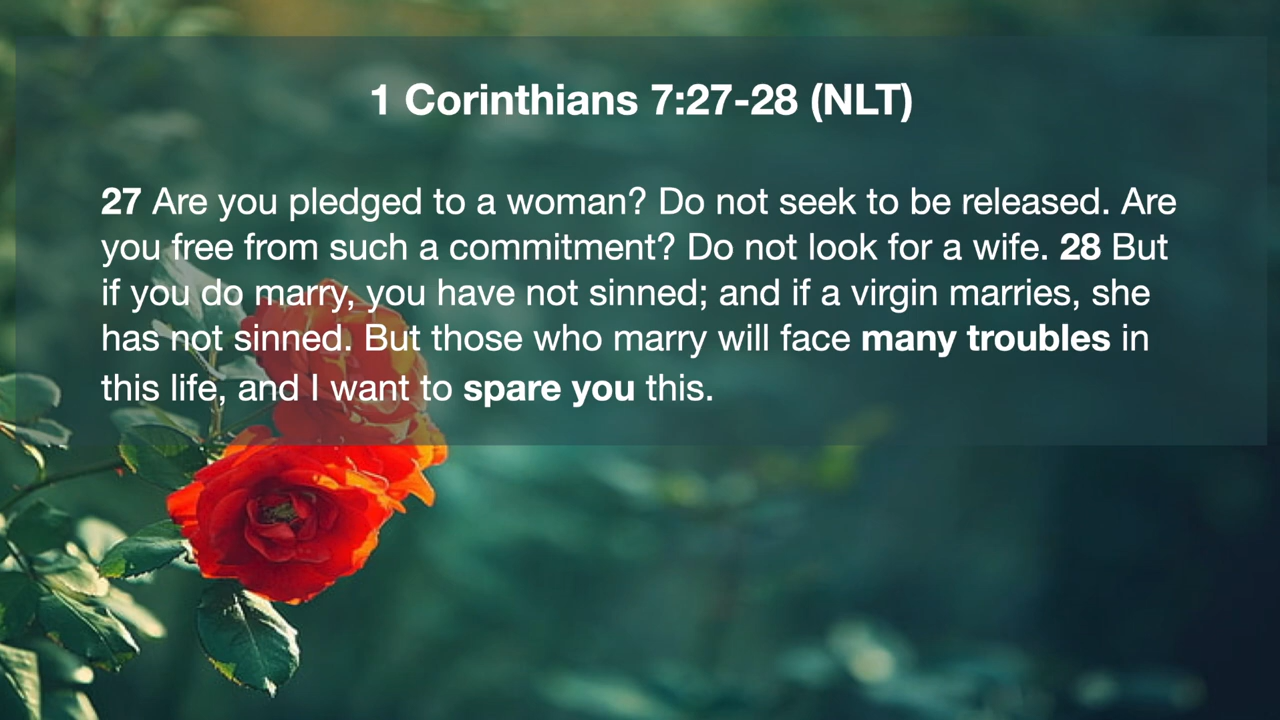 1 Corinthians 7:27-28 (NLT)
27 Are you pledged to a woman? Do not seek to be released. Are
you free from such a commitment? Do not look for a wife. 28 But
if you do marry, you have not sinned; and if a virgin marries, she
has not sinned. But those who marry will face many troubles in
this life, and I want to spare you this.